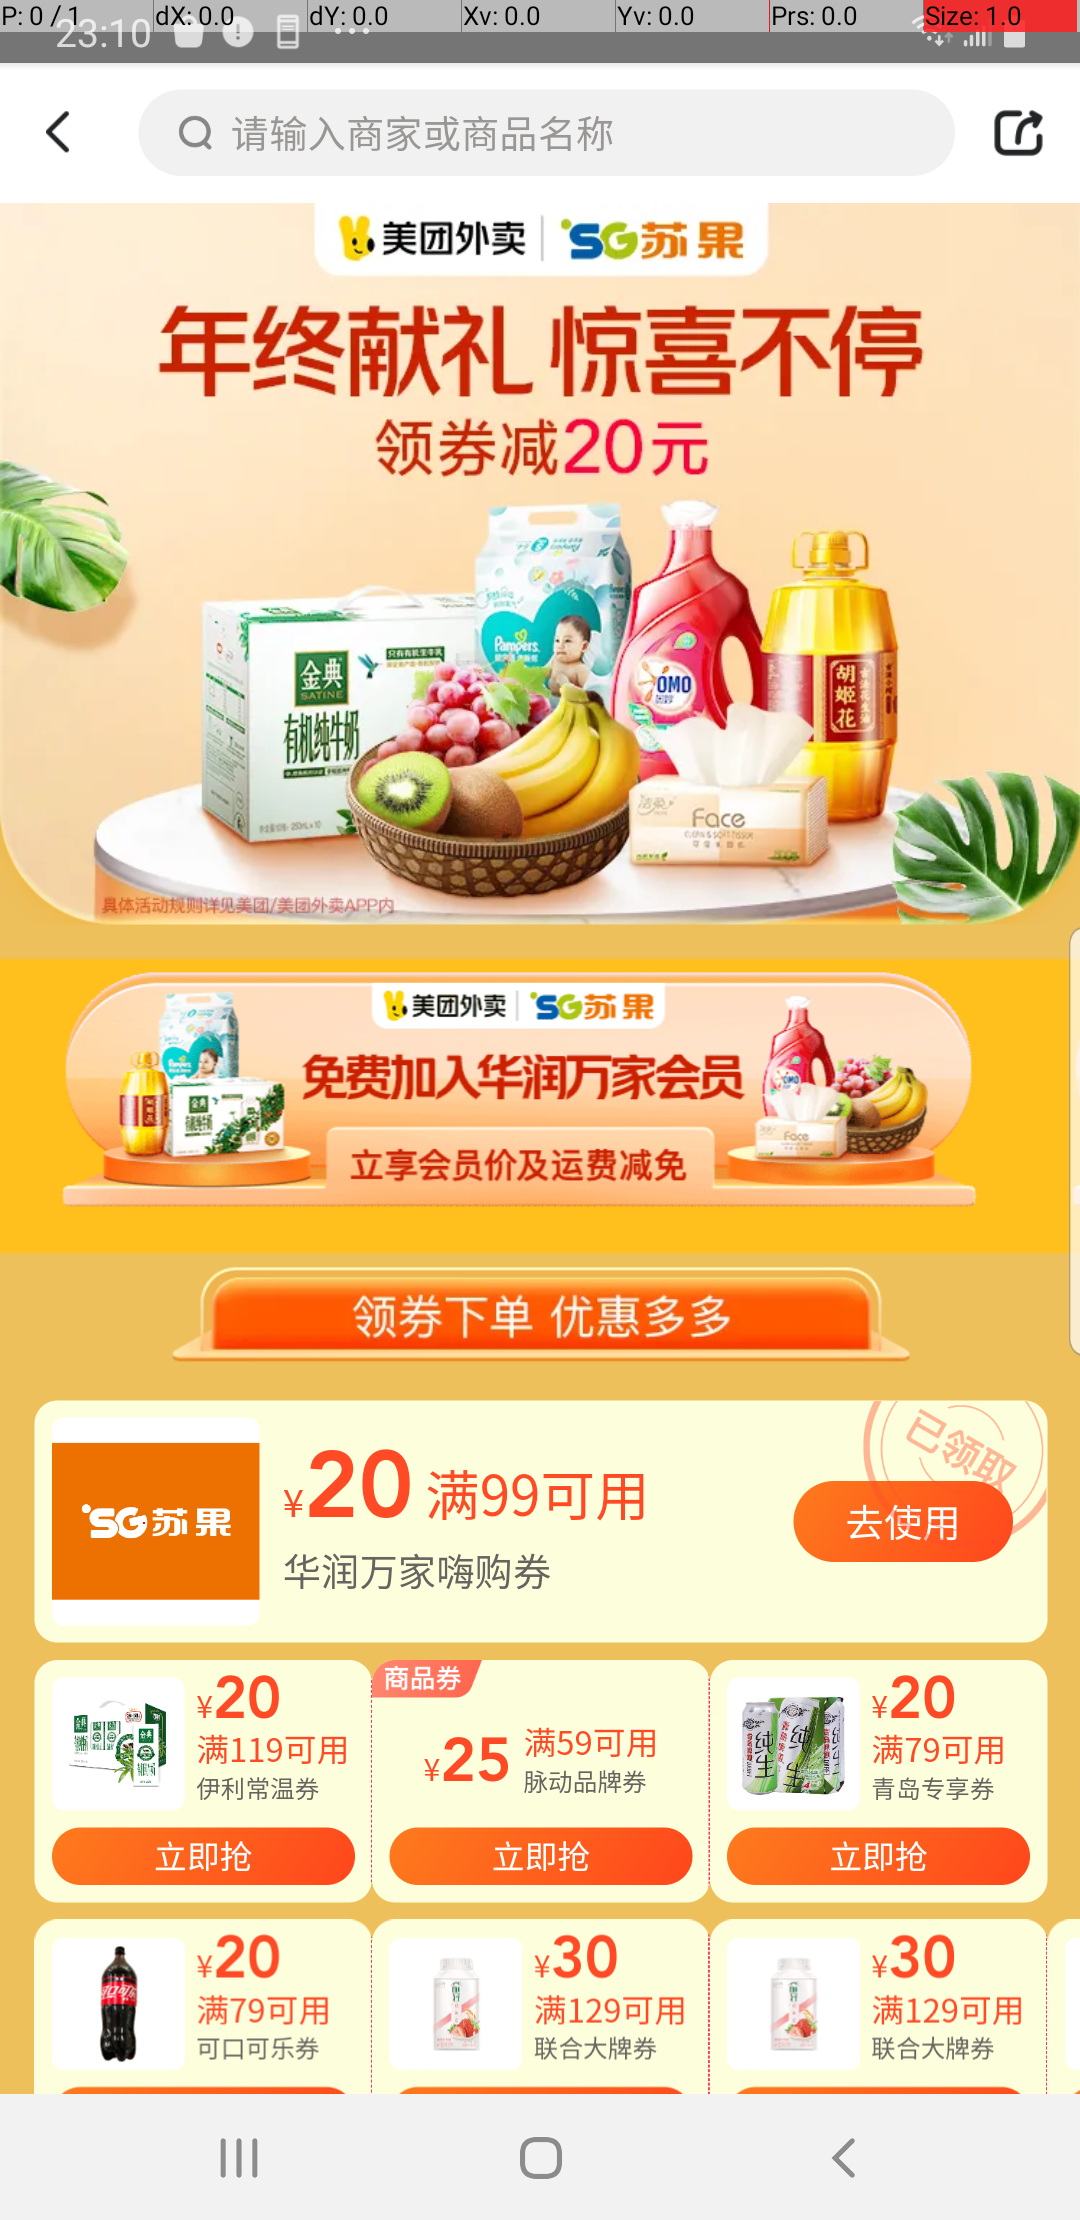 P: 0 / 1 dX: 0.0 dY: 0.0 Xv: 0.0 Yv: 0.0 Prs: 0.0 Size: 1.0
23:10
请输入商家或商品名称
美团外卖 SG苏果
年终献礼 惊喜不停
领券减20元
金典
SATINE
有机纯牛奶
Pampers
OMO
胡姬花
Face
具体活动规则详见美团/美团外卖APP内
美团外卖 SG苏果
免费加入华润万家会员
立享会员价及运费减免
领券下单 优惠多多
SG苏果
¥20 满99可用
华润万家嗨购券
已领取
去使用
¥20
满119可用
伊利常温券
立即抢
商品券
¥25
满59可用
脉动品牌券
立即抢
纯生
¥20
满79可用
青岛专享券
立即抢
¥20
满79可用
可口可乐券
¥30
满129可用
联合大牌券
¥30
满129可用
联合大牌券